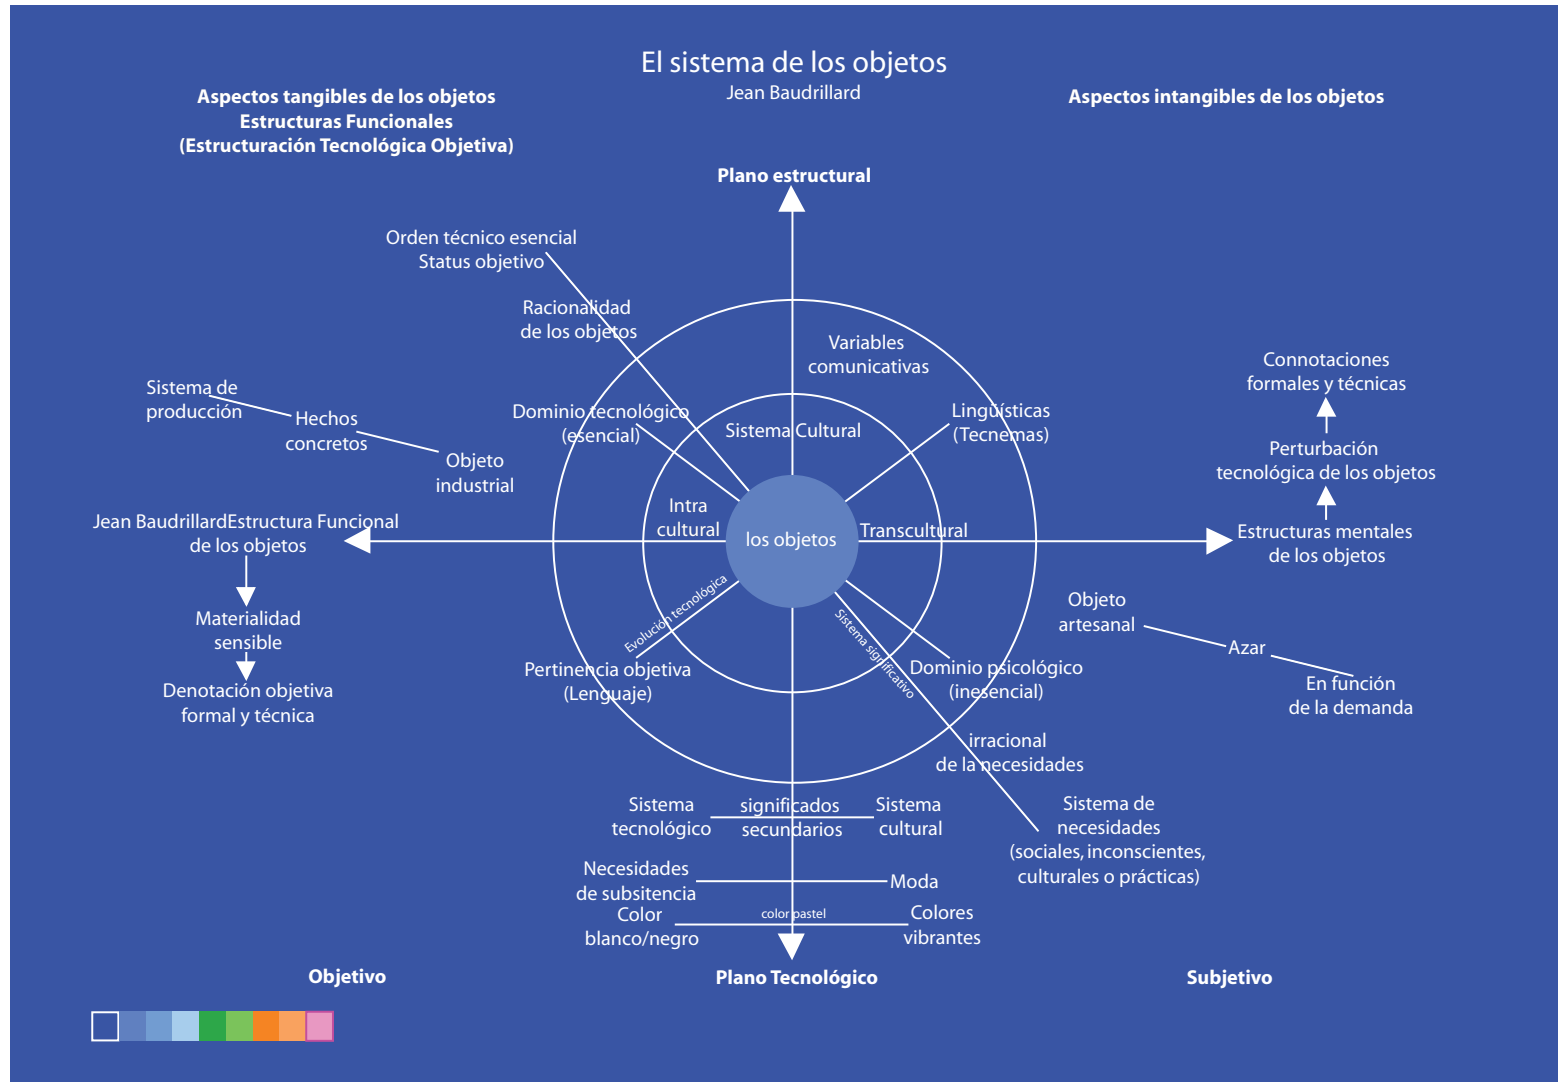 El sistema de los objetos
Jean Baudrillard
Aspectos tangibles de los objetos
Estructuras Funcionales
(Estructuración Tecnológica Objetiva)
Aspectos intangibles de los objetos
Plano estructural
Orden técnico esencial
Status objetivo
Racionalidad
de los objetos
Variables
comunicativas
Connotaciones
formales y técnicas
Sistema de
producción
Hechos
concretos
Objeto
industrial
Dominio tecnológico
(esencial)
Sistema Cultural
Lingüísticas
(Tecnemas)
Perturbación
tecnológica de los objetos
Intra
cultural
los objetos
Transcultural
Jean BaudrillardEstructura Funcional
de los objetos
Estructuras mentales
de los objetos
Materialidad
sensible
Denotación objetiva
formal y técnica
Evolución tecnológica
Pertinencia objetiva
(Lenguaje)
Sistema significativo
Dominio psicológico
(inesencial)
Objeto
artesanal
Azar
En función
de la demanda
irracional
de la necesidades
Sistema de
necesidades
(sociales, inconscientes,
culturales o prácticas)
Sistema
tecnológico
significados
secundarios
Sistema
cultural
Necesidades
de subsitencia
Moda
Color
blanco/negro
color pastel
Colores
vibrantes
Objetivo
Plano Tecnológico
Subjetivo